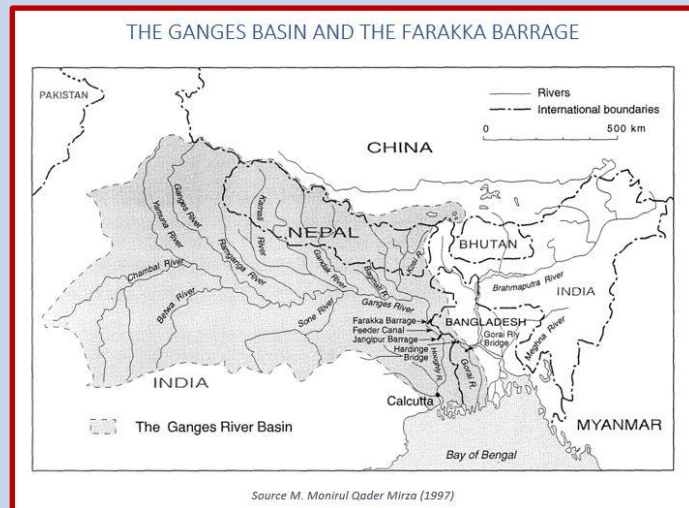 THE GANGES BASIN AND THE FARAKKA BARRAGE
PAKISTAN
Rivers
International boundaries
0 500 km
CHINA
Yamuna River
Ganges River
Ramganga River
Karnali River
NEPAL
Gandak River
Bagmati R.
Kosi R.
BHUTAN
Chambal River
Betwa River
Sone River
Ganges River
Brahmaputra River
INDIA
Farakka Barrage
Feeder Canal
Jangipur Barrage
Hardinge
Bridge
BANGLADESH
Gorai Rly
Bridge
Meghna River
Hooghly R.
Gorai R.
INDIA
Calcutta
MYANMAR
The Ganges River Basin
Bay of Bengal
Source M. Monirul Qader Mirza (1997)